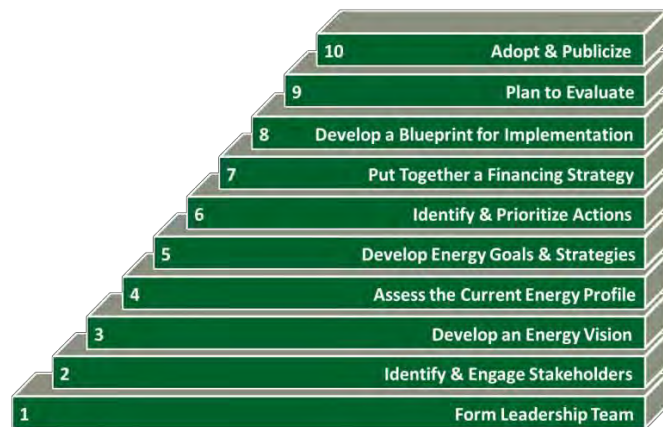 10 Adopt & Publicize
9 Plan to Evaluate
8 Develop a Blueprint for Implementation
7 Put Together a Financing Strategy
6 Identify & Prioritize Actions
5 Develop Energy Goals & Strategies
4 Assess the Current Energy Profile
3 Develop an Energy Vision
2 Identify & Engage Stakeholders
1 Form Leadership Team